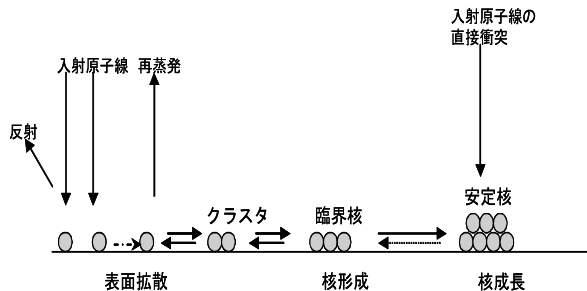 入射原子線の
直接衝突
入射原子線 再蒸発
反射
クラスタ 臨界核 安定核
表面拡散 核形成 核成長